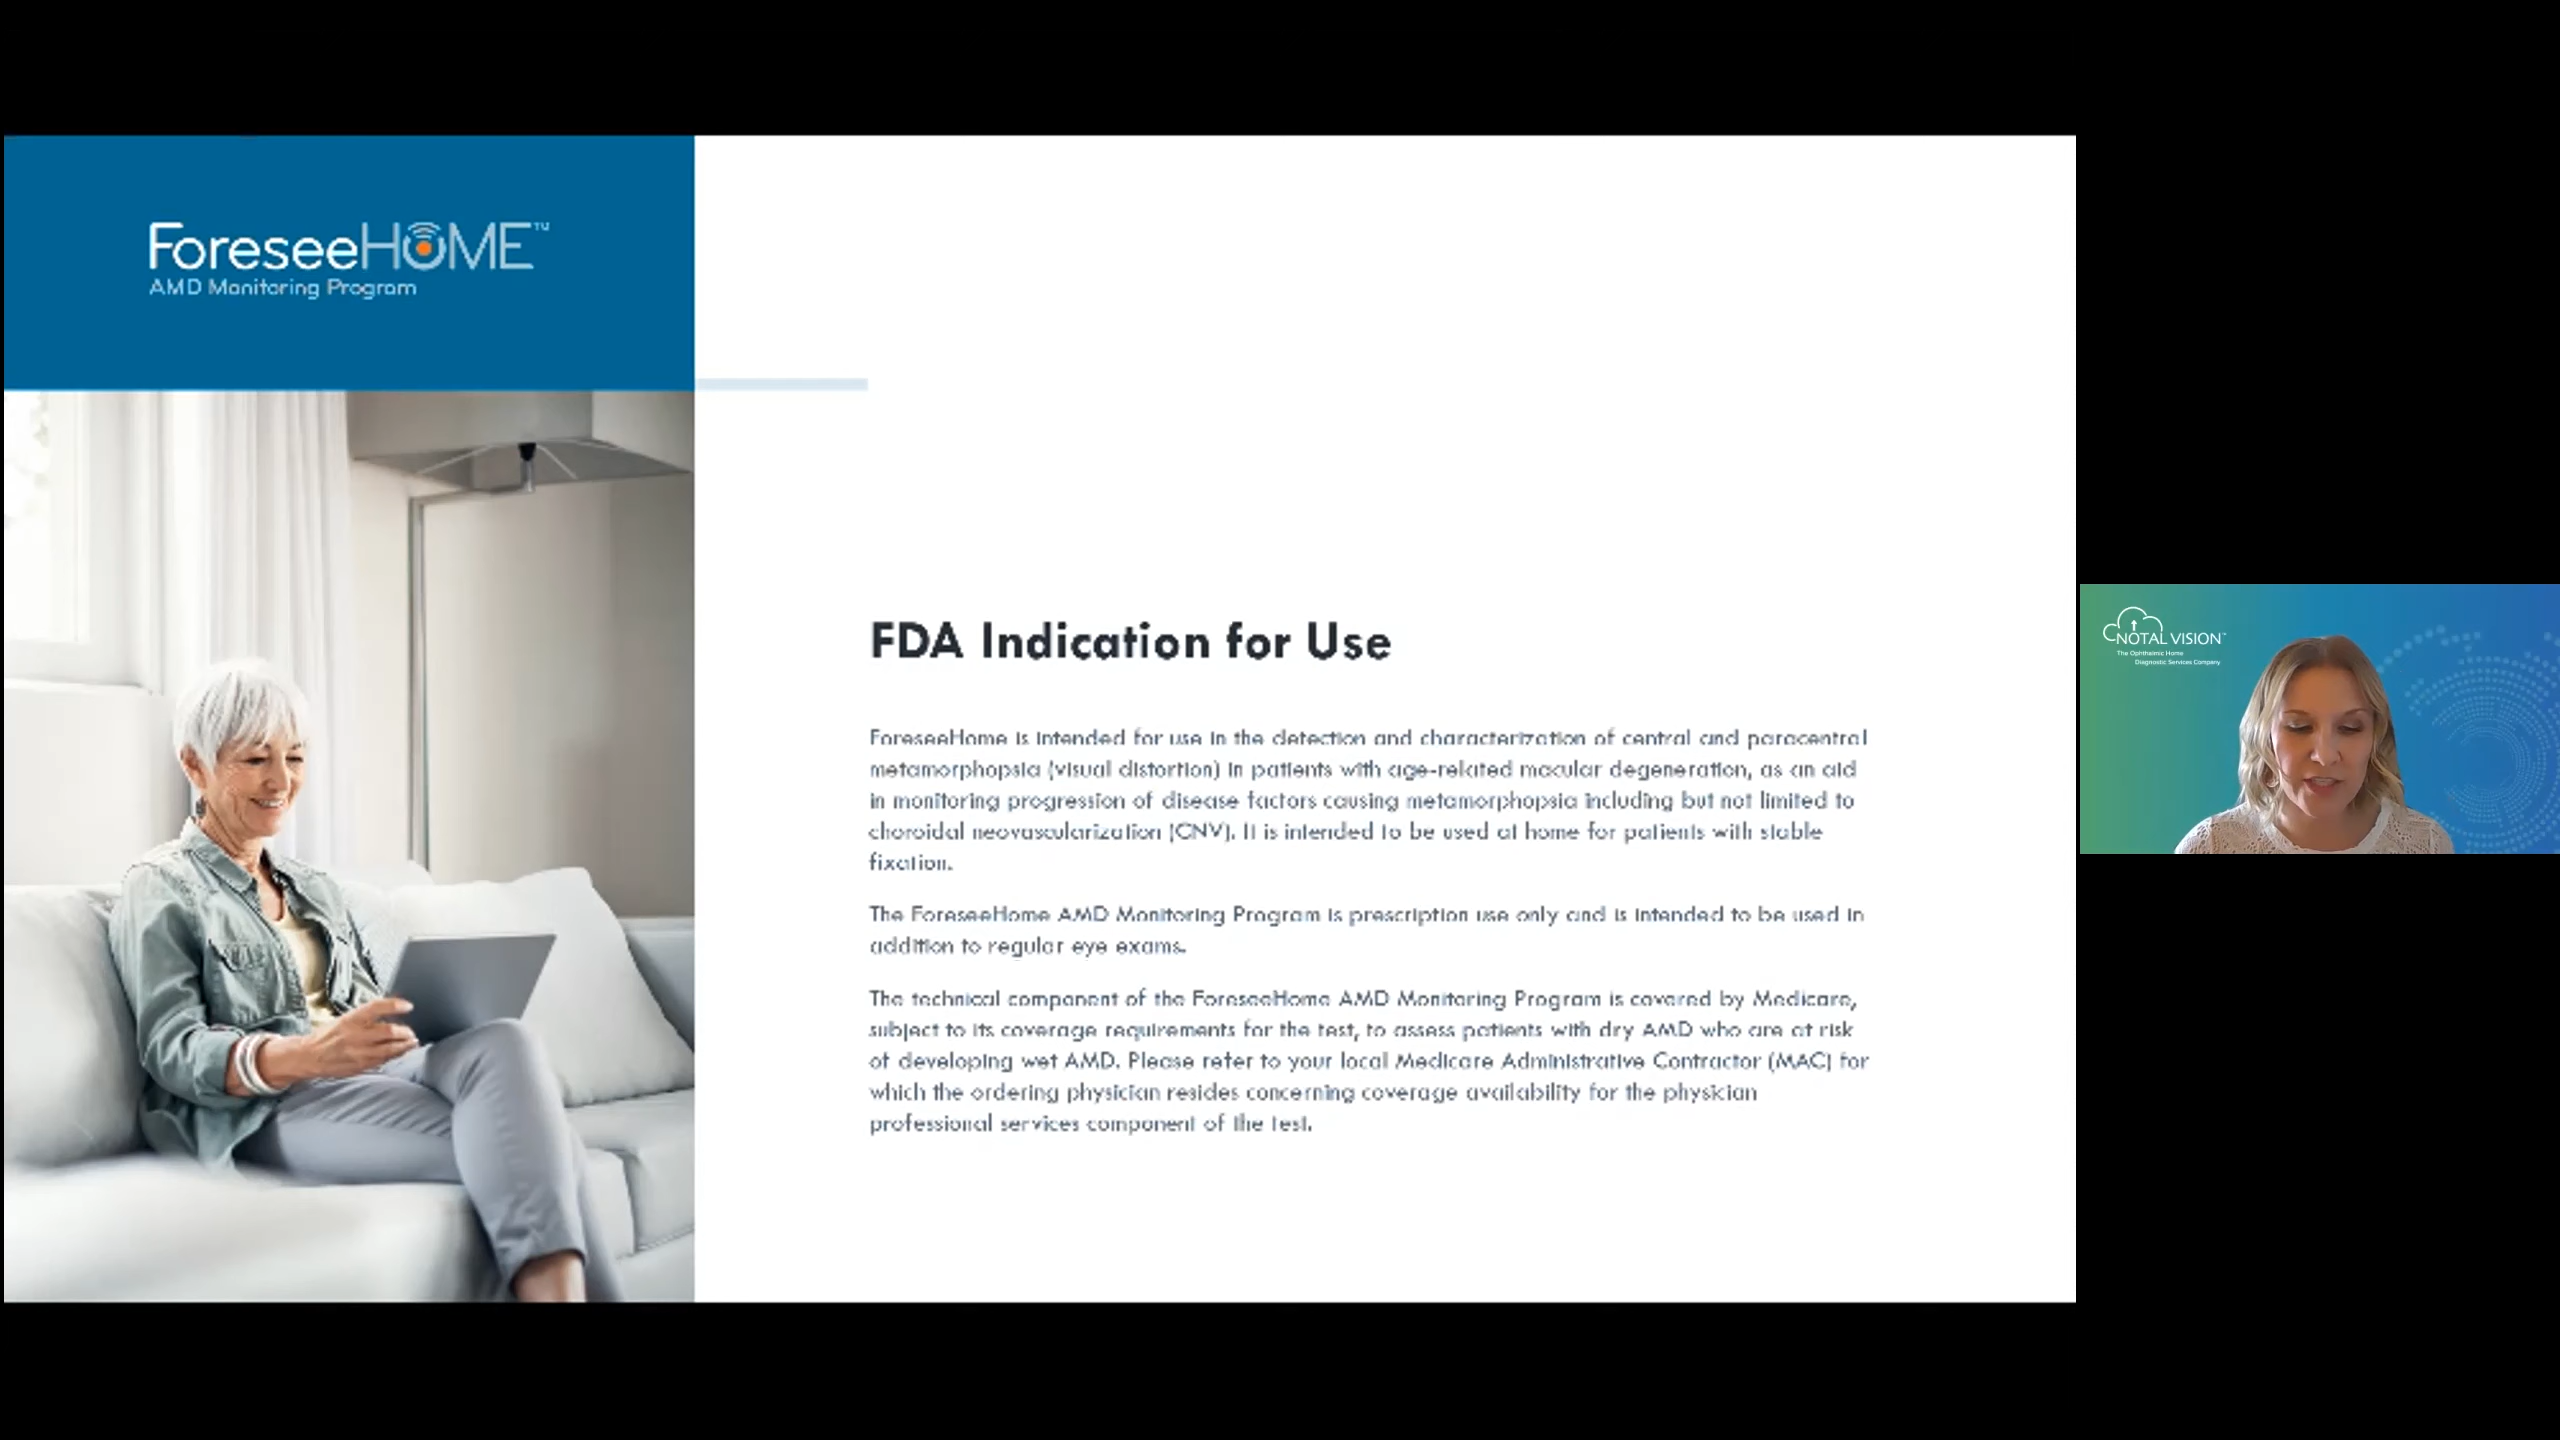 ForeseeHOME™
AMD Monitoring Program
FDA Indication for Use
ForeseeHome is intended for use in the detection and characterization of central and paracentral
metamorphopsia (visual distortion) in patients with age-related macular degeneration, as an aid
in monitoring progression of disease factors causing metamorphopsia including but not limited to
choroidal neovascularization (CNV). It is intended to be used at home for patients with stable
fixation.
The ForeseeHome AMD Monitoring Program is prescription use only and is intended to be used in
addition to regular eye exams.
The technical component of the ForeseeHome AMD Monitoring Program is covered by Medicare,
subject to its coverage requirements for the test, to assess patients with dry AMD who are at risk
of developing wet AMD. Please refer to your local Medicare Administrative Contractor (MAC) for
which the ordering physician resides concerning coverage availability for the physician
professional services component of the test.
NOTAL VISION™
The Ophthalmic Home
Diagnostic Services Company